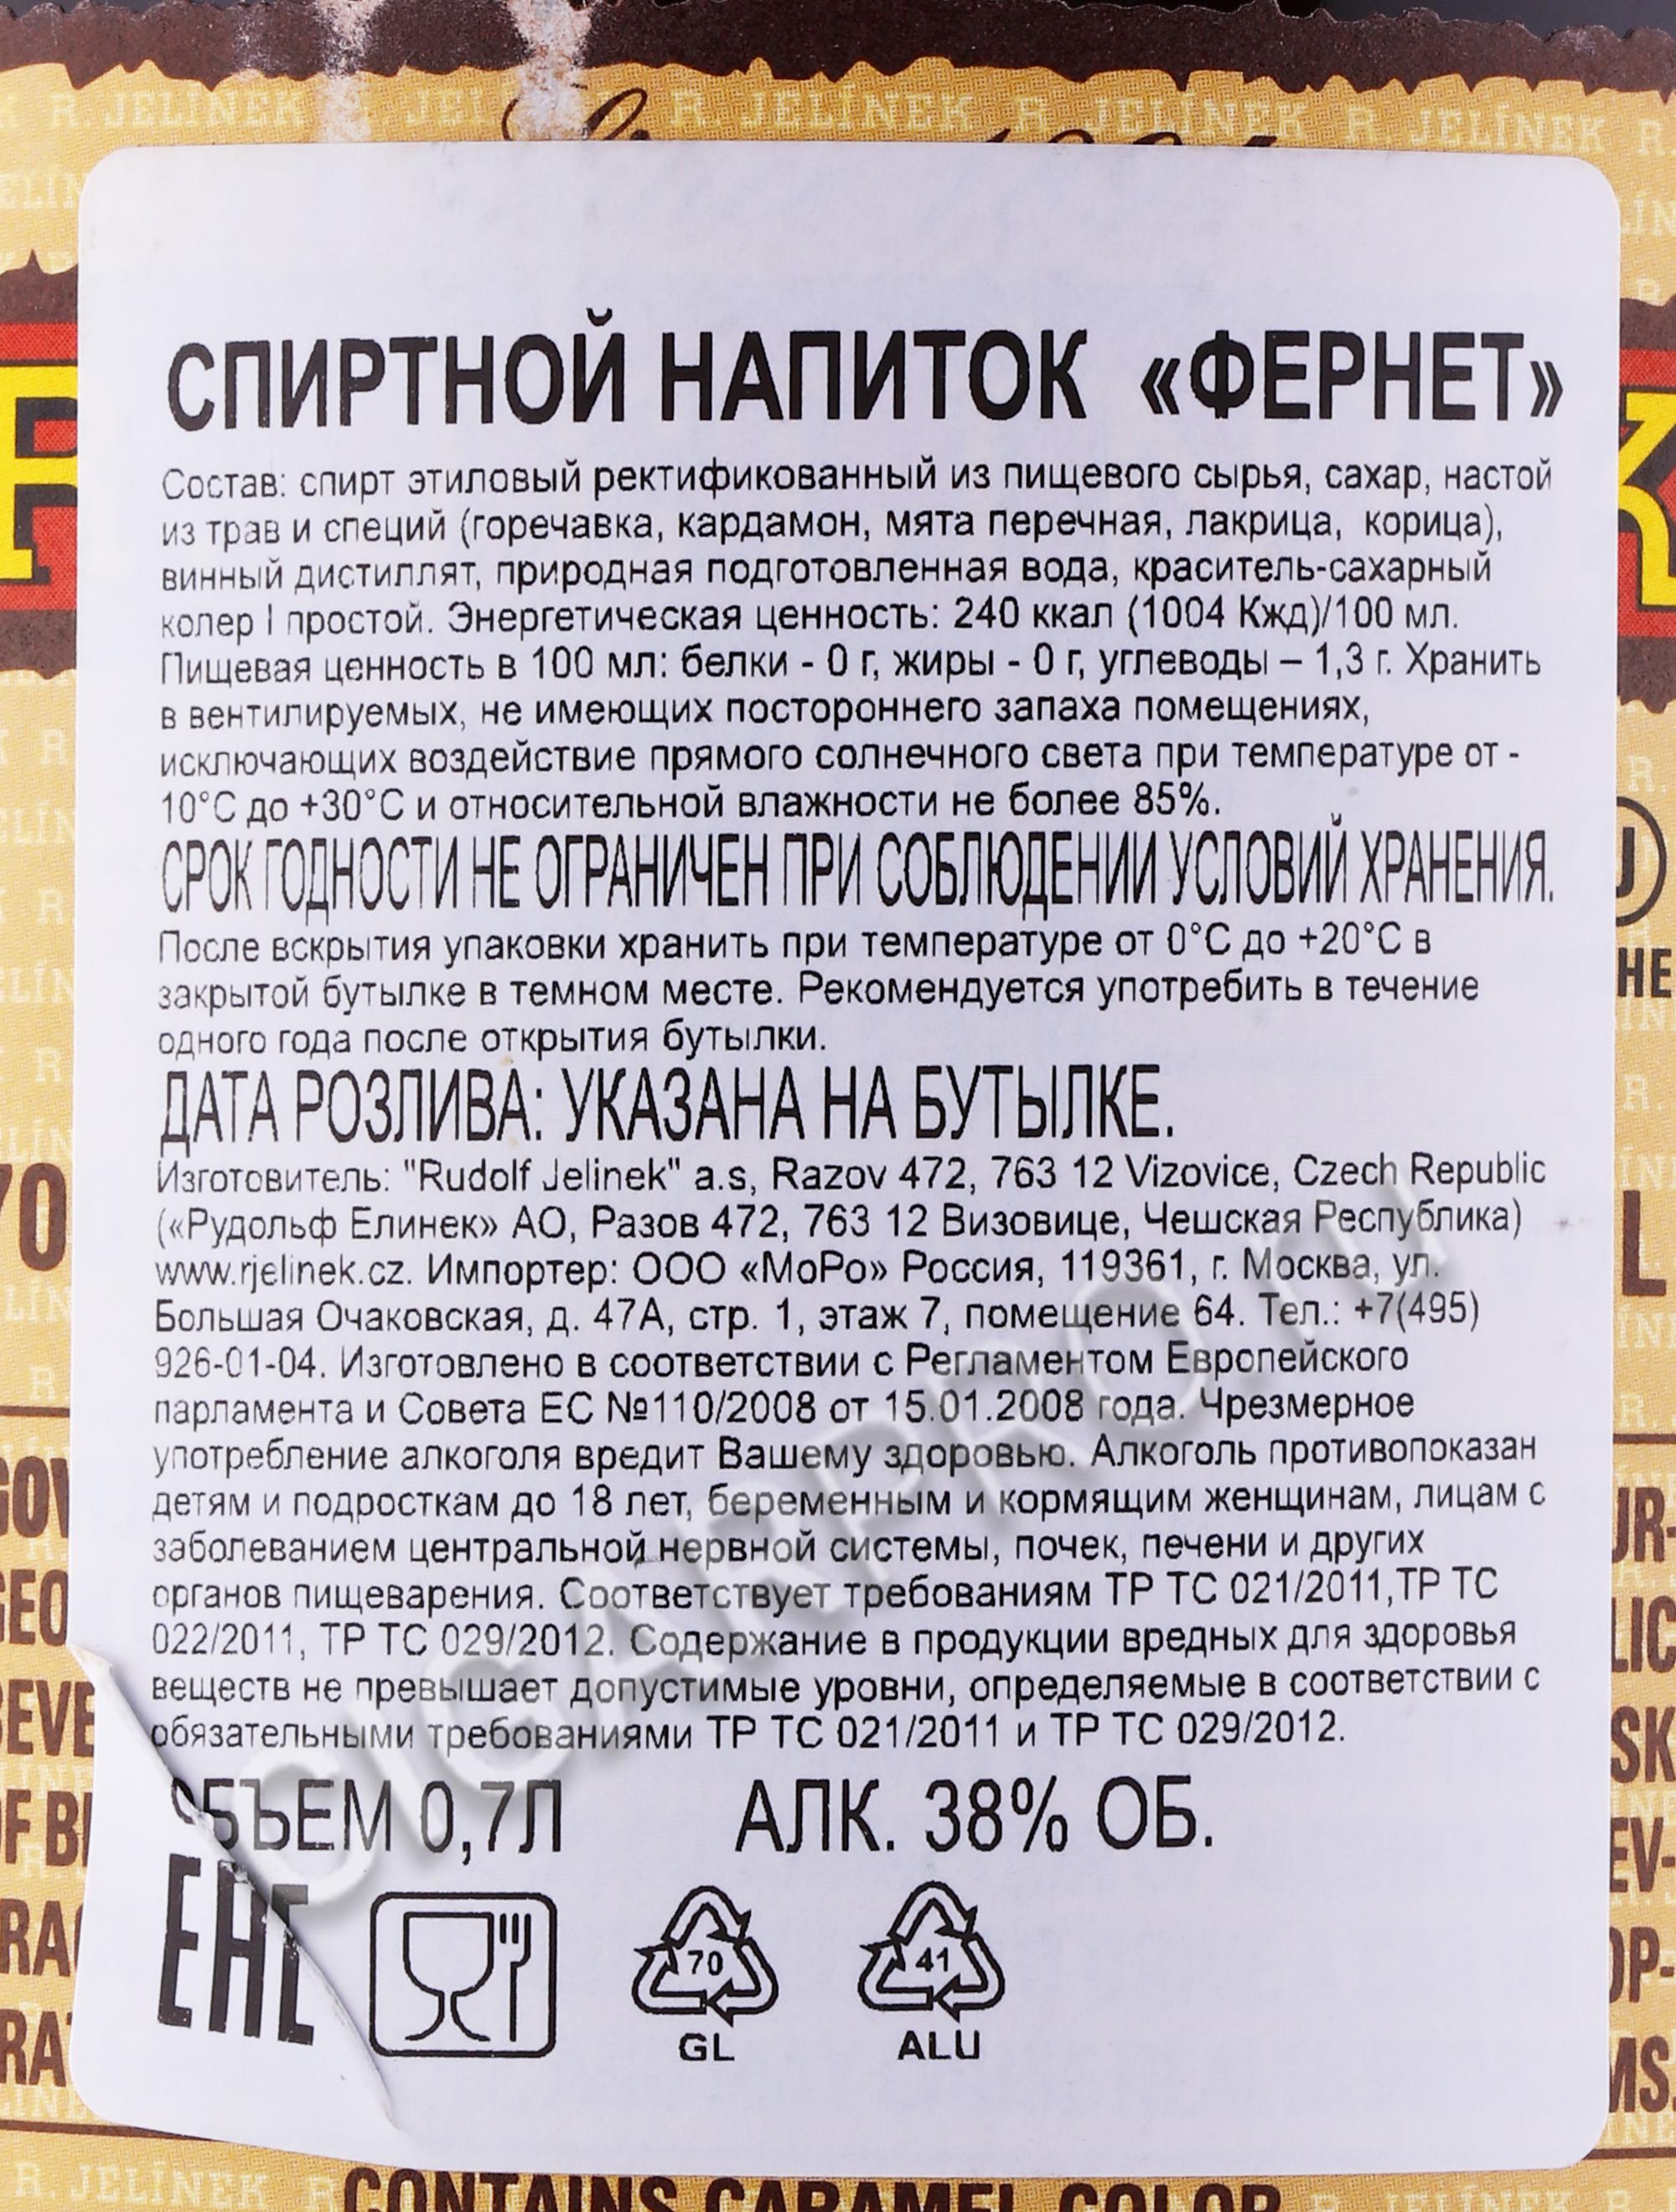 R. JELÍNEK R. JELÍNEK R. JELÍNEK R. JELÍNEK R.
СПИРТНОЙ НАПИТОК «ФЕРНЕТ»
Состав: спирт этиловый ректификованный из пищевого сырья, сахар, настой
из трав и специй (горечавка, кардамон, мята перечная, лакрица, корица),
винный дистиллят, природная подготовленная вода, краситель-сахарный
колер I простой. Энергетическая ценность: 240 ккал (1004 Кжд)/100 мл.
Пищевая ценность в 100 мл: белки - 0 г, жиры - 0 г, углеводы – 1,3 г. Хранить
в вентилируемых, не имеющих постороннего запаха помещениях,
исключающих воздействие прямого солнечного света при температуре от -
10°C до +30°C и относительной влажности не более 85%.
СРОК ГОДНОСТИ НЕ ОГРАНИЧЕН ПРИ СОБЛЮДЕНИИ УСЛОВИЙ ХРАНЕНИЯ.
После вскрытия упаковки хранить при температуре от 0°C до +20°C в
закрытой бутылке в темном месте. Рекомендуется употребить в течение
одного года после открытия бутылки.
ДАТА РОЗЛИВА: УКАЗАНА НА БУТЫЛКЕ.
Изготовитель: "Rudolf Jelinek" a.s, Razov 472, 763 12 Vizovice, Czech Republic
(«Рудольф Елинек» АО, Разов 472, 763 12 Визовице, Чешская Республика)
www.rjelinek.cz. Импортер: ООО «МоРо» Россия, 119361, г. Москва, ул.
Большая Очаковская, д. 47А, стр. 1, этаж 7, помещение 64. Тел.: +7(495)
926-01-04. Изготовлено в соответствии с Регламентом Европейского
парламента и Совета ЕС №110/2008 от 15.01.2008 года. Чрезмерное
употребление алкоголя вредит Вашему здоровью. Алкоголь противопоказан
детям и подросткам до 18 лет, беременным и кормящим женщинам, лицам с
заболеванием центральной нервной системы, почек, печени и других
органов пищеварения. Соответствует требованиям ТР ТС 021/2011,ТР ТС
022/2011, ТР ТС 029/2012. Содержание в продукции вредных для здоровья
веществ не превышает допустимые уровни, определяемые в соответствии с
обязательными требованиями ТР ТС 021/2011 и ТР ТС 029/2012.
ОБЪЕМ 0,7Л АЛК. 38% ОБ.
EAC
70 41
GL ALU
CIGARPRO.ru
R. JELÍNEK
CONTAINS CARAMEL COLOR